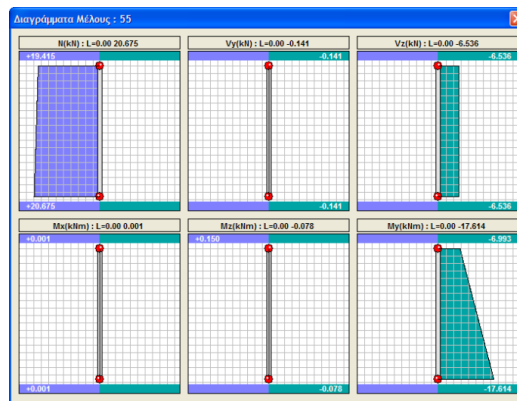 Διαγράμματα Μέλους : 55
N(kN) : L=0.00 20.675
Vy(kN) : L=0.00 -0.141
Vz(kN) : L=0.00 -6.536
+19.415
-0.141
-6.536
+20.675
-0.141
-6.536
Mx(kNm) : L=0.00 0.001
Mz(kNm) : L=0.00 -0.078
My(kNm) : L=0.00 -17.614
+0.001
+0.150
-6.993
+0.001
-0.078
-17.614